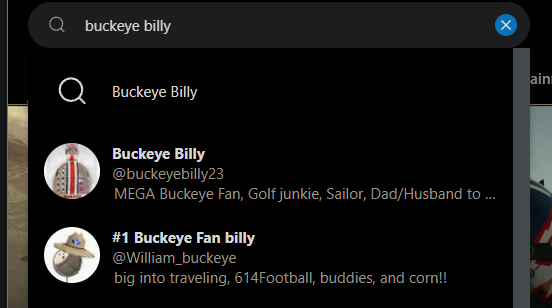 buckeye billy
Buckeye Billy
Buckeye Billy
@buckeyebilly23
MEGA Buckeye Fan, Golf junkie, Sailor, Dad/Husband to ...
#1 Buckeye Fan billy
@William_buckeye
big into traveling, 614Football, buddies, and corn!!